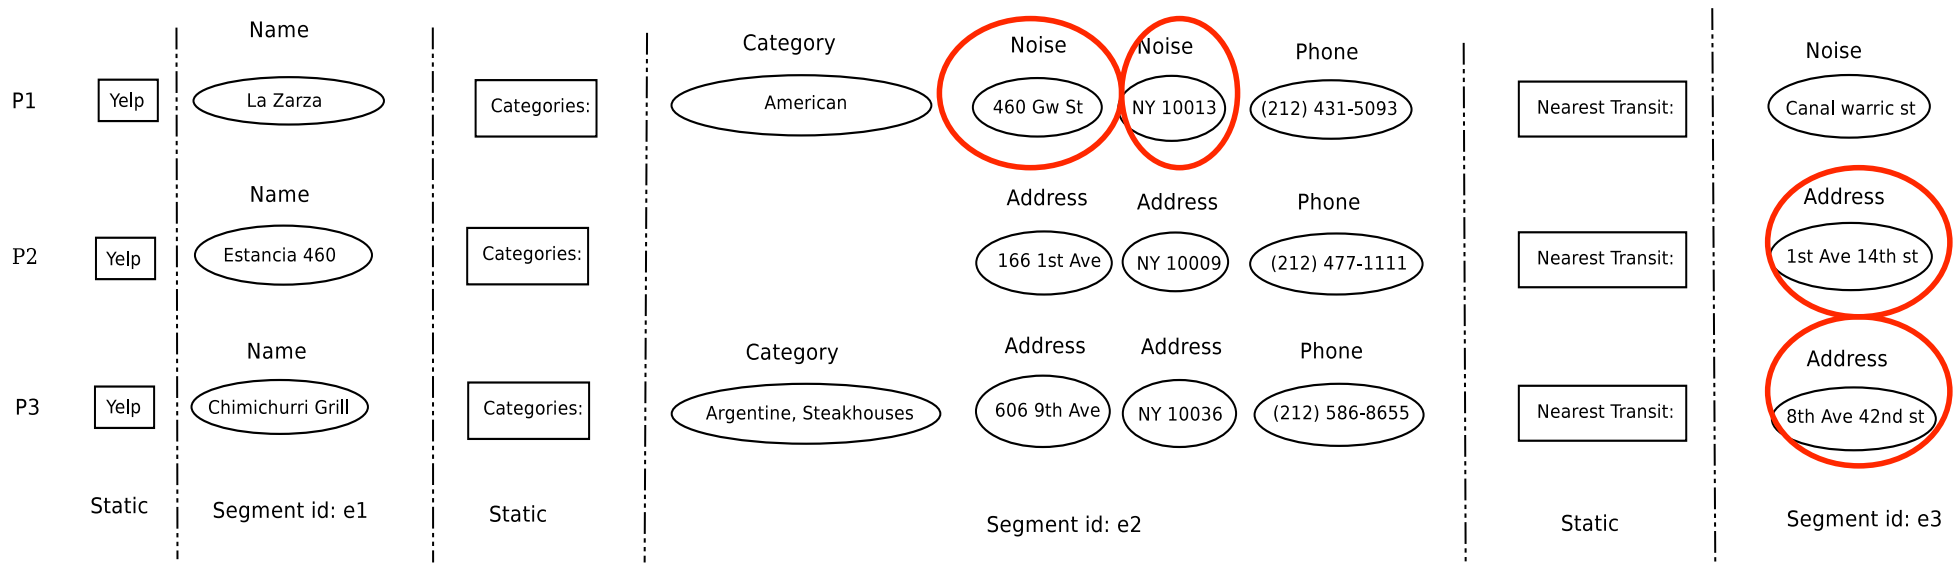 Name
Category
Noise
Noise
Phone
Noise
P1
Yelp
La Zarza
Categories:
American
460 Gw St
NY 10013
(212) 431-5093
Nearest Transit:
Canal warric st
Name
Address
Address
Phone
Address
P2
Yelp
Estancia 460
Categories:
166 1st Ave
NY 10009
(212) 477-1111
Nearest Transit:
1st Ave 14th st
Name
Category
Address
Address
Phone
Address
P3
Yelp
Chimichurri Grill
Categories:
Argentine, Steakhouses
606 9th Ave
NY 10036
(212) 586-8655
Nearest Transit:
8th Ave 42nd st
Static
Segment id: e1
Static
Segment id: e2
Static
Segment id: e3